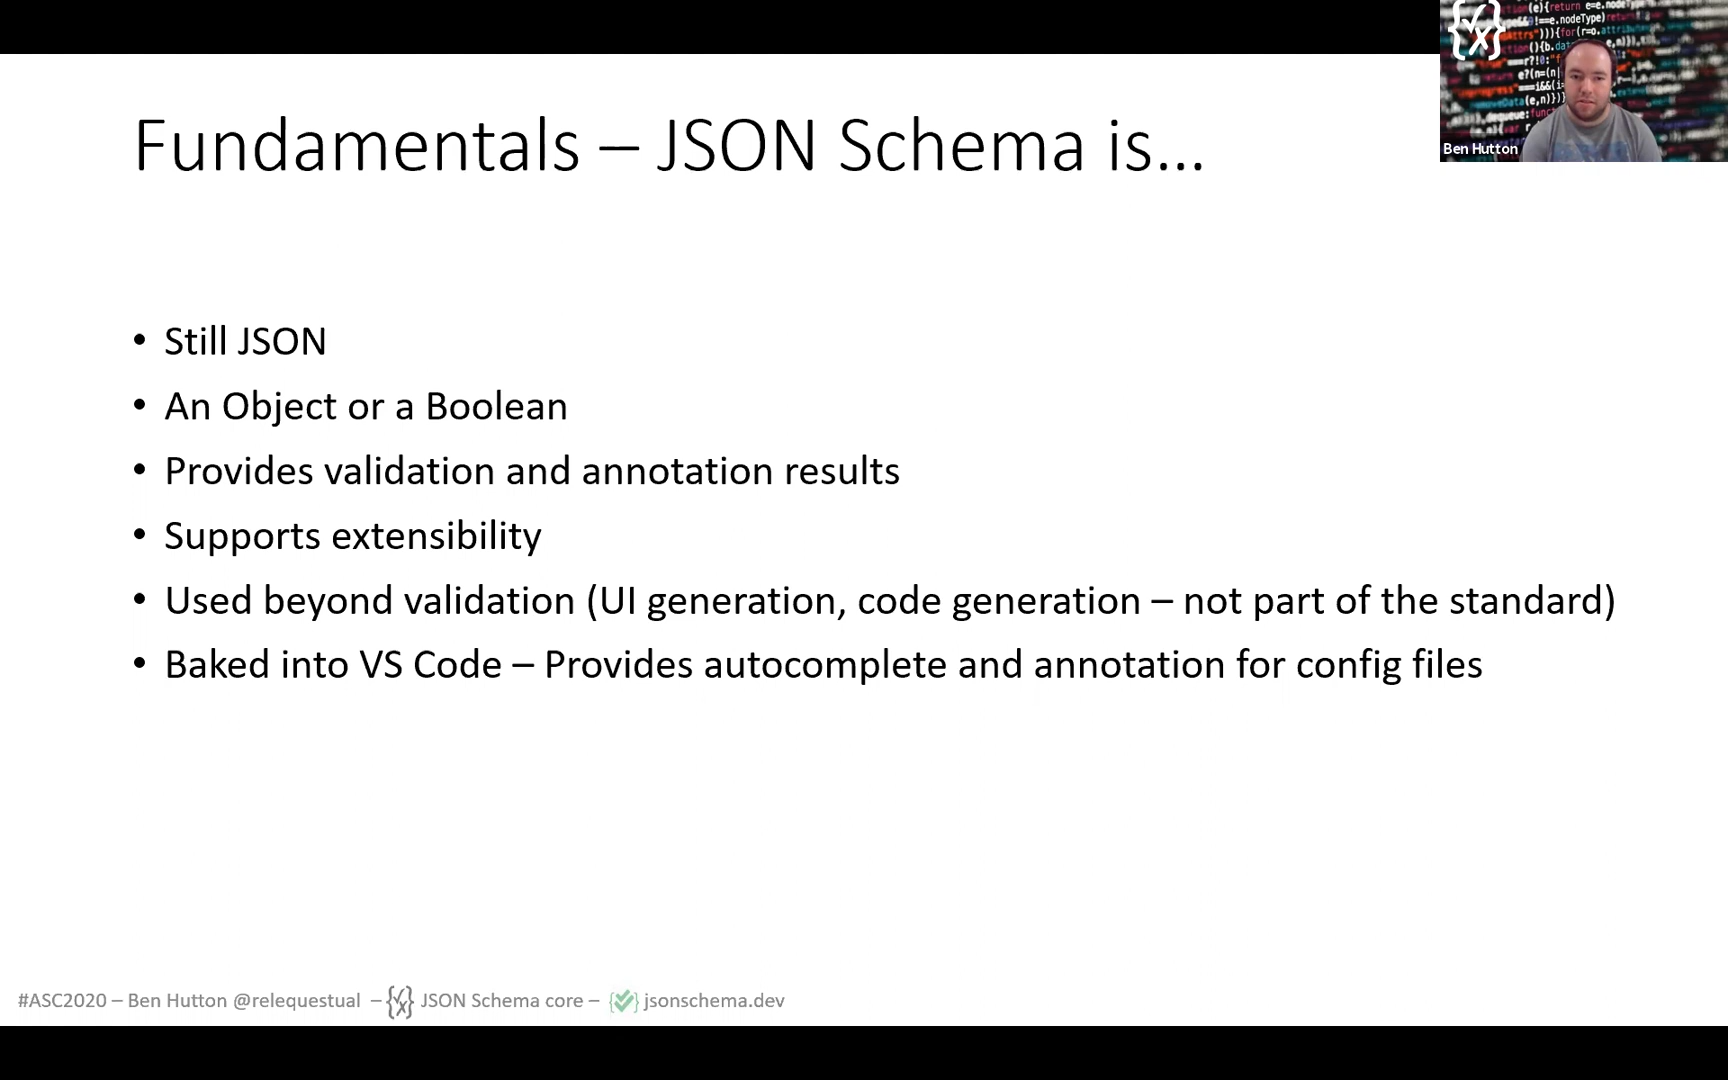 Fundamentals – JSON Schema is...
• Still JSON
• An Object or a Boolean
• Provides validation and annotation results
• Supports extensibility
• Used beyond validation (UI generation, code generation – not part of the standard)
• Baked into VS Code – Provides autocomplete and annotation for config files
Ben Hutton
#ASC2020 – Ben Hutton @relequestual – JSON Schema core – jsonschema.dev